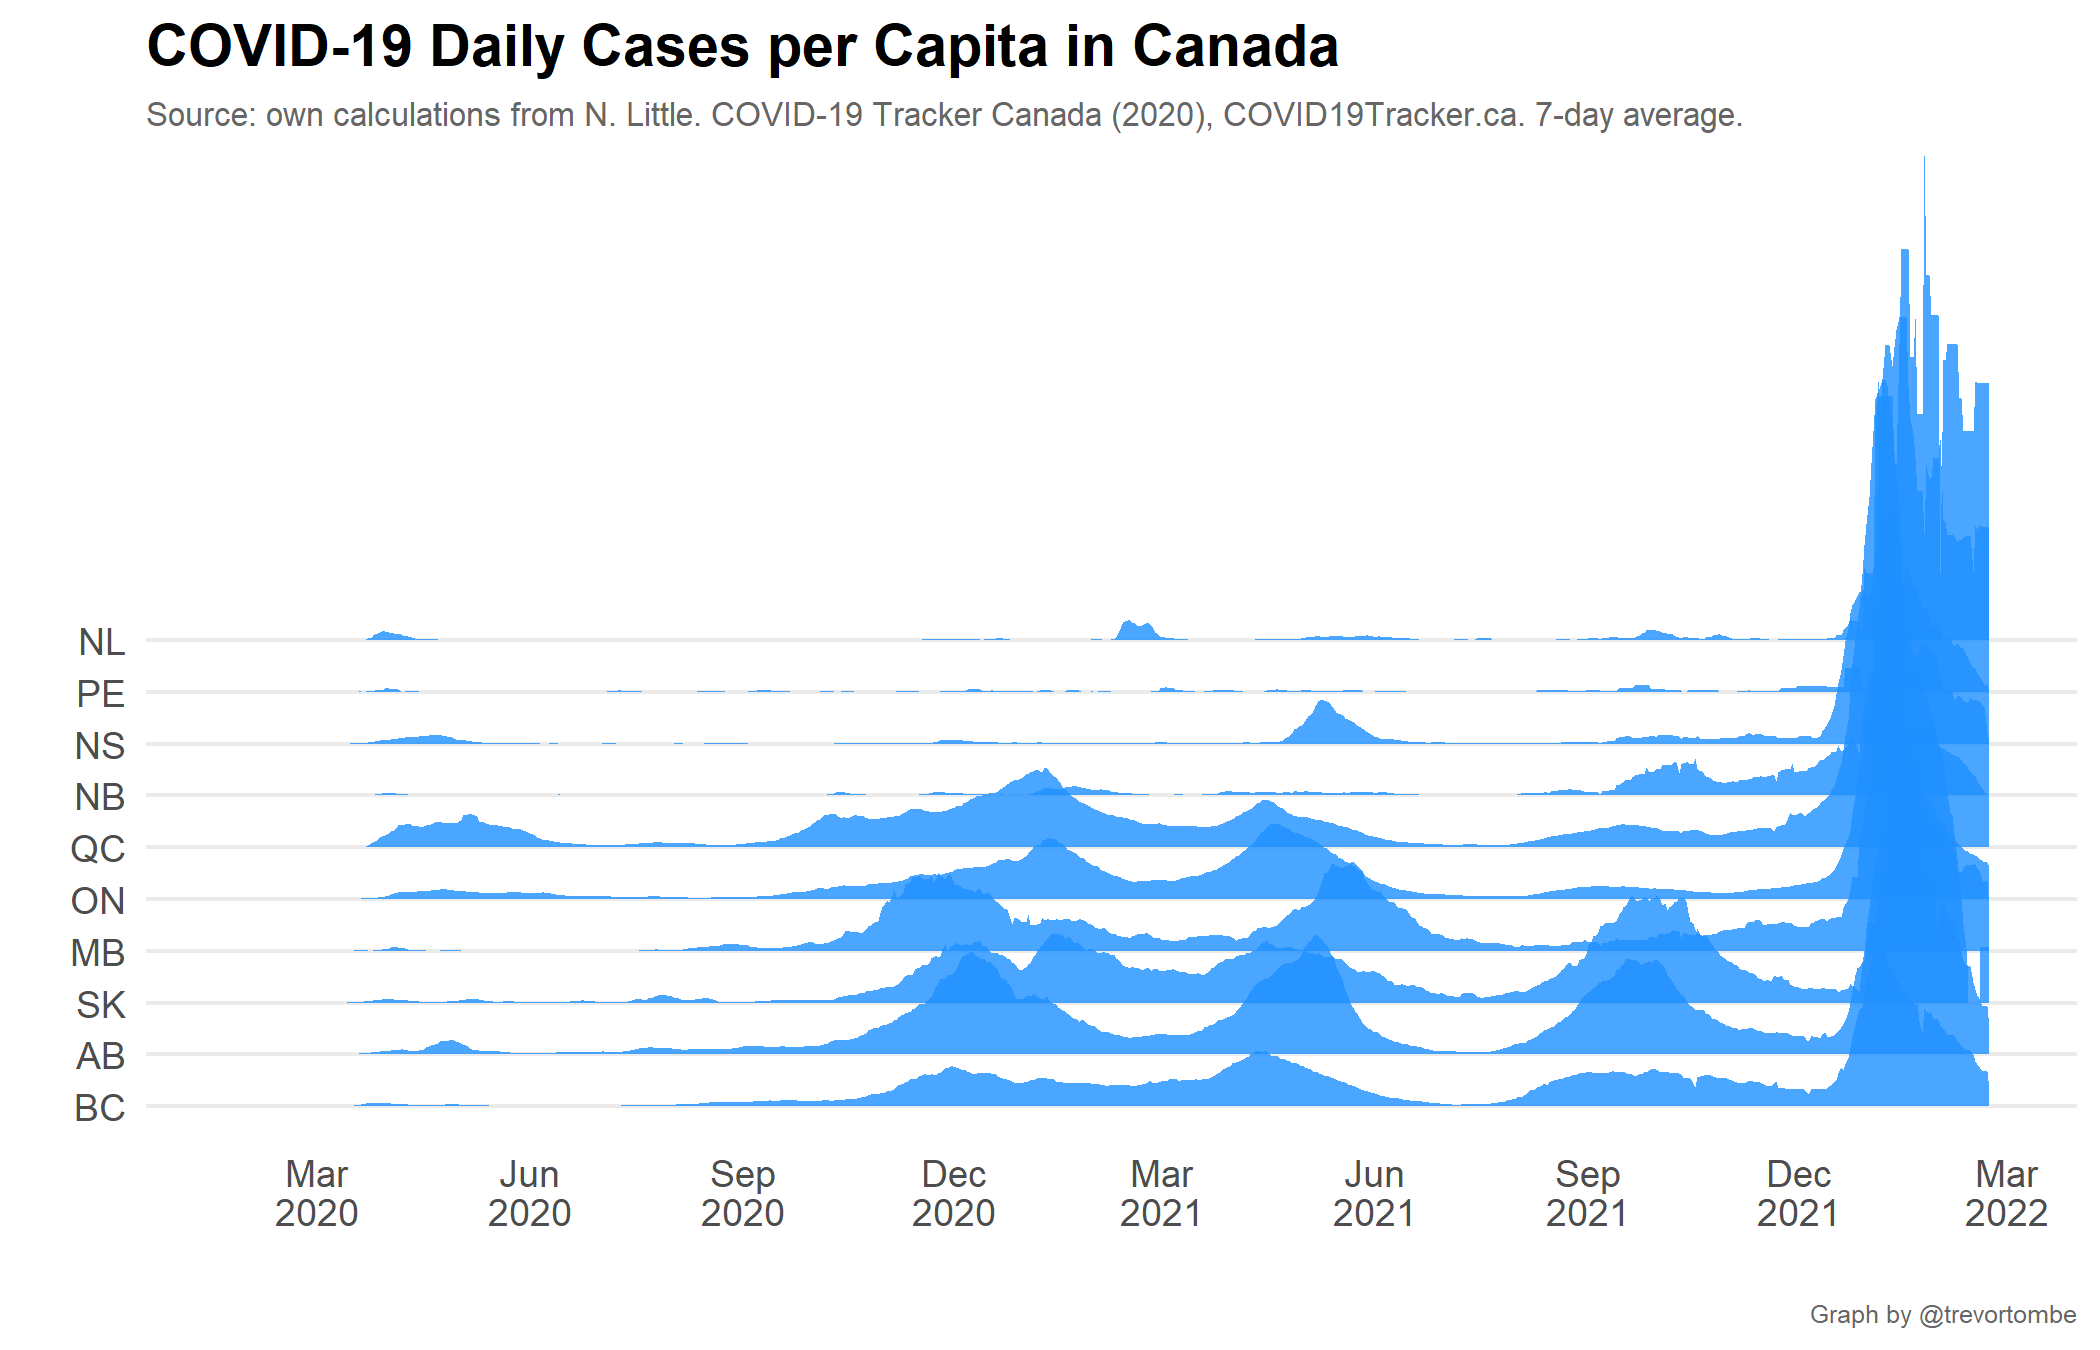 COVID-19 Daily Cases per Capita in Canada
Source: own calculations from N. Little. COVID-19 Tracker Canada (2020), COVID19Tracker.ca. 7-day average.
NL
PE
NS
NB
QC
ON
MB
SK
AB
BC
Mar Jun Sep Dec Mar Jun Sep Dec Mar
2020 2020 2020 2020 2021 2021 2021 2021 2022
Graph by @trevortombe